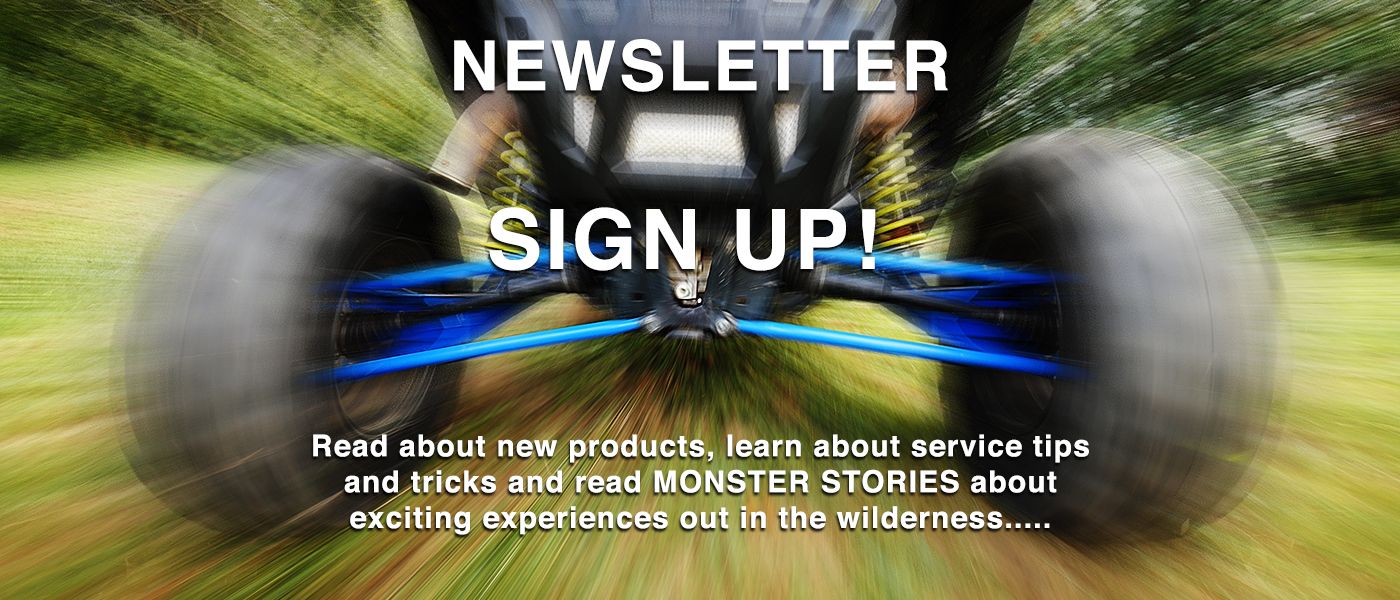 NEWSLETTER
SIGN UP!
Read about new products, learn about service tips
and tricks and read MONSTER STORIES about
exciting experiences out in the wilderness.....